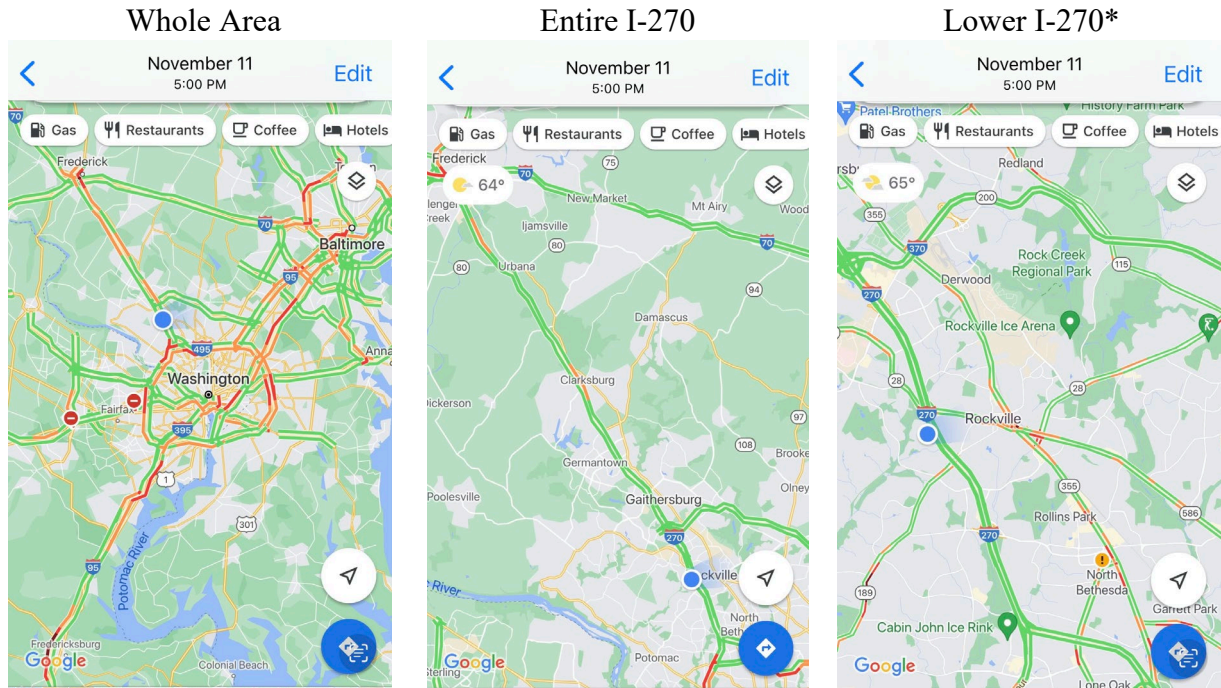 Whole Area
November 11
5:00 PM
Edit
70
Gas
Restaurants
Coffee
Hotels
Frederick
70
Baltimore
95
495
Washington
Fairfax
395
1
301
95
Potomac River
Fredericksburg
Colonial Beach
Google
Entire I-270
November 11
5:00 PM
Edit
Gas
Restaurants
Coffee
Hotels
Frederick
75
70
64°
New Market
Mt Airy
Creek
Ijamsville
80
70
80
Urbana
94
Damascus
Clarksburg
97
108
Germantown
Poolesville
Gaithersburg
270
North
Potomac
Google
Lower I-270*
November 11
5:00 PM
Edit
Patel Brothers
History Farm Park
Gas
Restaurants
Coffee
Hotels
Redland
65°
355
200
370
Rock Creek
Regional Park
115
Derwood
270
Rockville Ice Arena
28
28
270
Rockville
355
586
Rollins Park
270
North
Bethesda
189
Garrett Park
Cabin John Ice Rink
Google
Lone Oak